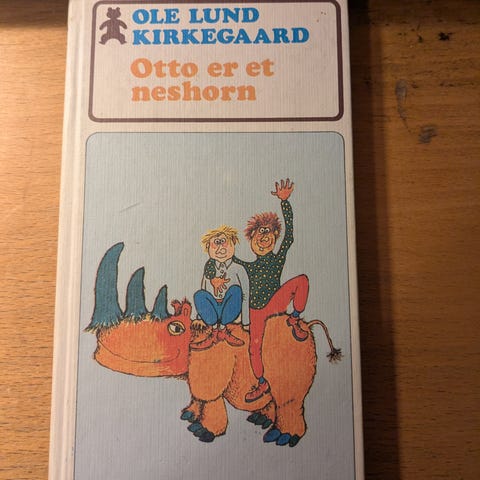 OLE LUND
KIRKEGAARD
Otto er et
neshorn